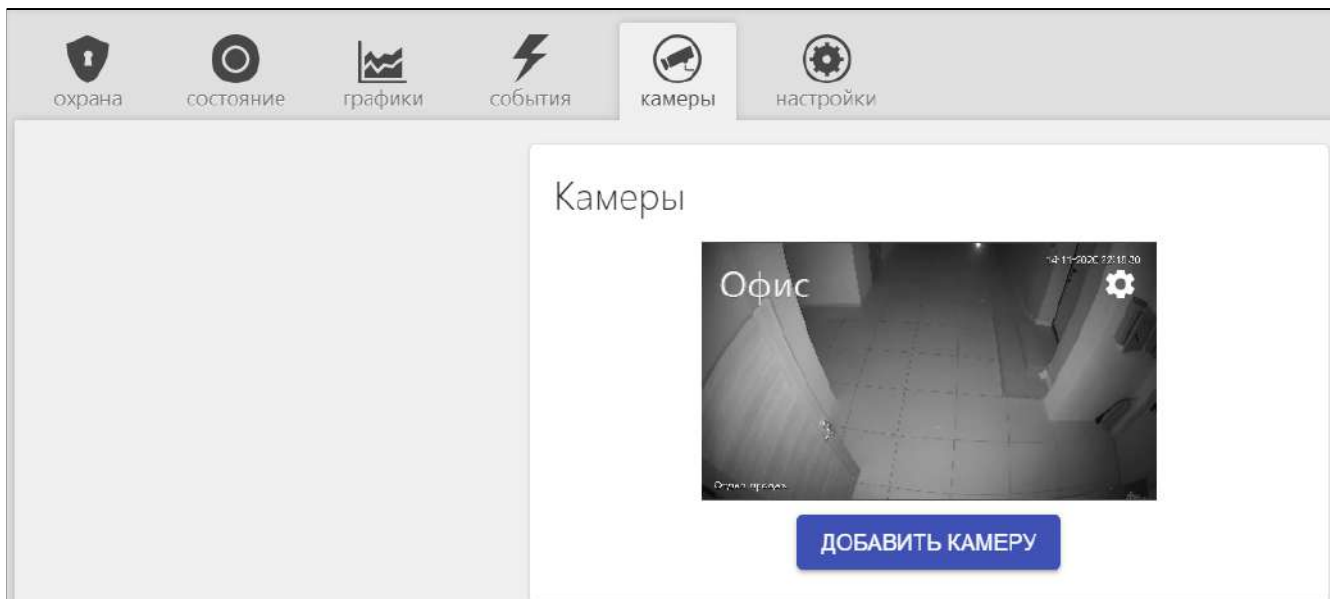 охрана
состояние
графики
события
камеры
настройки
Камеры
Офис
ДОБАВИТЬ КАМЕРУ